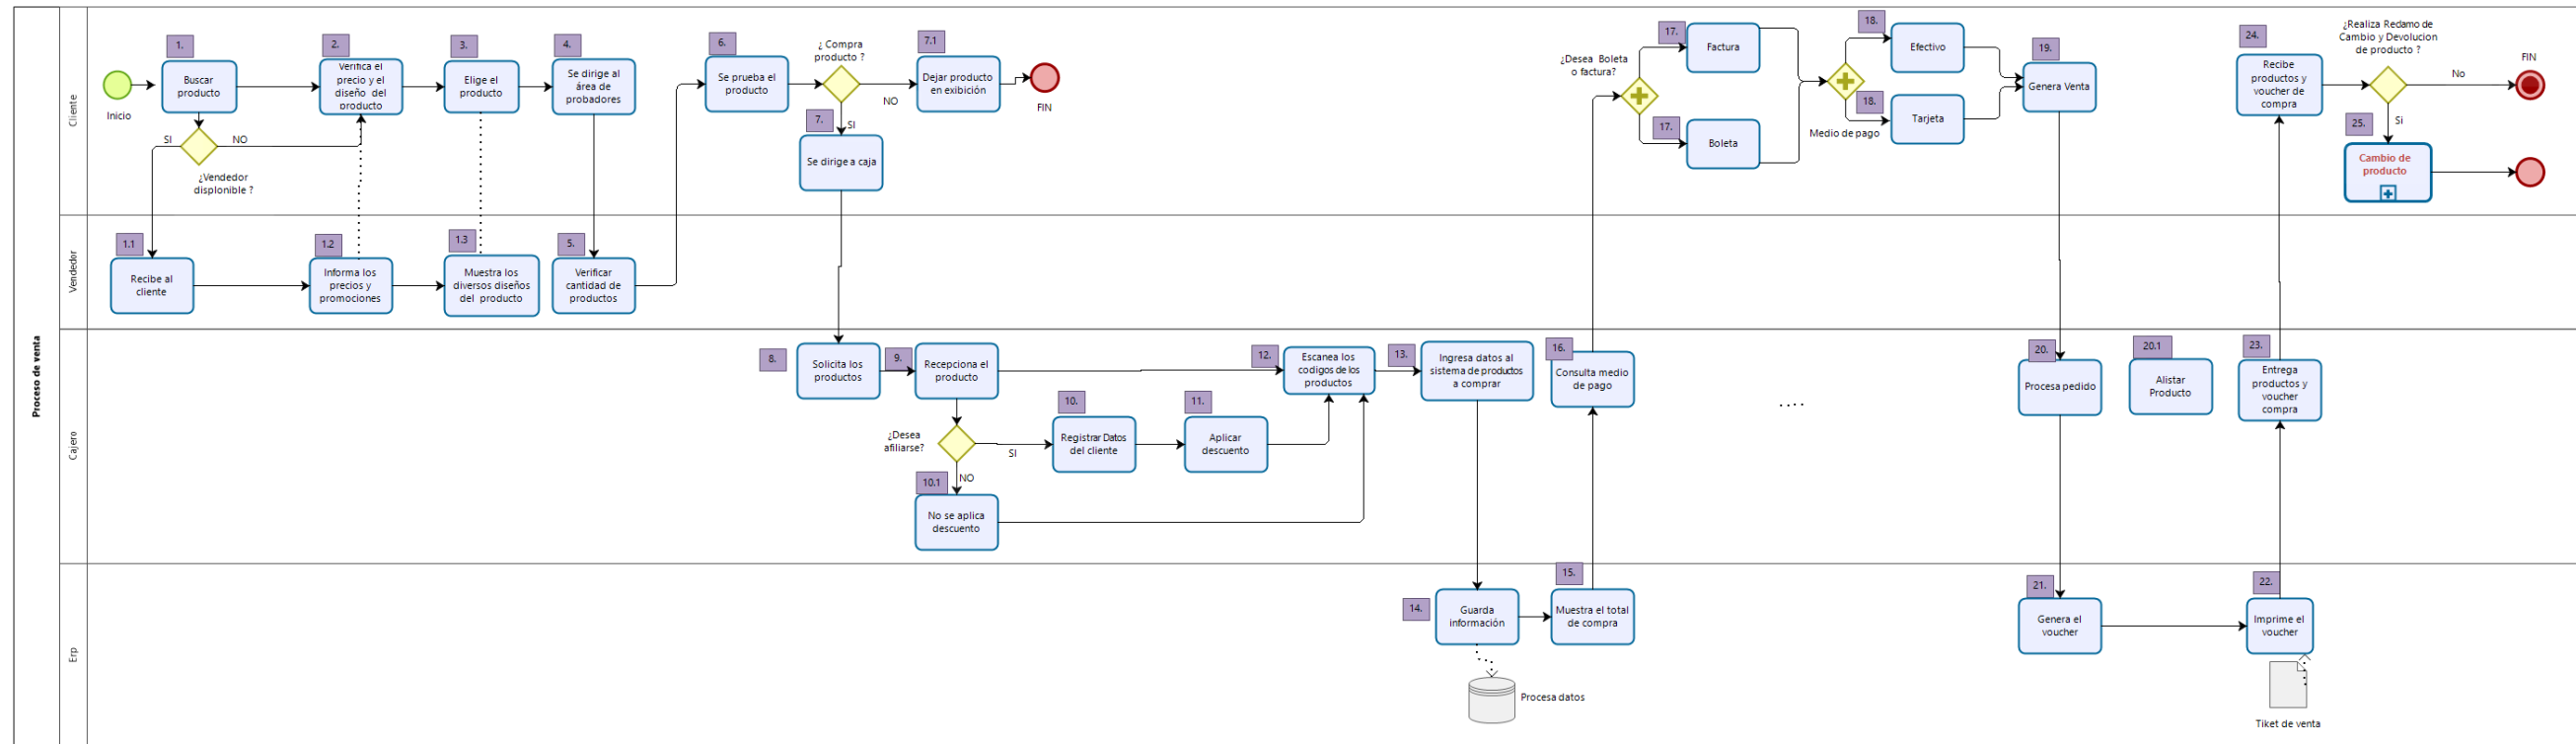 Proceso de venta
Cliente
Inicio
1.
Buscar
producto
SI
NO
¿Vendedor
displonible ?
2.
Verifica el
precio y el
diseño del
producto
3.
Elige el
producto
4.
Se dirige al
área de
probadores
6.
Se prueba el
producto
¿ Compra
producto ?
NO
SI
7.1
Dejar producto
en exibición
FIN
7.
Se dirige a caja
¿Desea Boleta
o factura?
17.
Factura
17.
Boleta
Medio de pago
18.
Efectivo
18.
Tarjeta
19.
Genera Venta
24.
Recibe
productos y
voucher de
compra
¿Realiza Redamo de
Cambio y Devolucion
de producto ?
No
FIN
Si
25.
Cambio de
producto
Vendedor
1.1
Recibe al
cliente
1.2
Informa los
precios y
promociones
1.3
Muestra los
diversos diseños
del producto
5.
Verificar
cantidad de
productos
Cajero
8.
Solicita los
productos
9.
Recepciona el
producto
¿Desea
afiliarse?
SI
NO
10.
Registrar Datos
del cliente
11.
Aplicar
descuento
10.1
No se aplica
descuento
12.
Escanea los
codigos de los
productos
13.
Ingresa datos al
sistema de productos
a comprar
16.
Consulta medio
de pago
....
20.
Procesa pedido
20.1
Alistar
Producto
23.
Entrega
productos y
voucher
compra
Erp
14.
Guarda
información
15.
Muestra el total
de compra
Procesa datos
21.
Genera el
voucher
22.
Imprime el
voucher
Tiket de venta